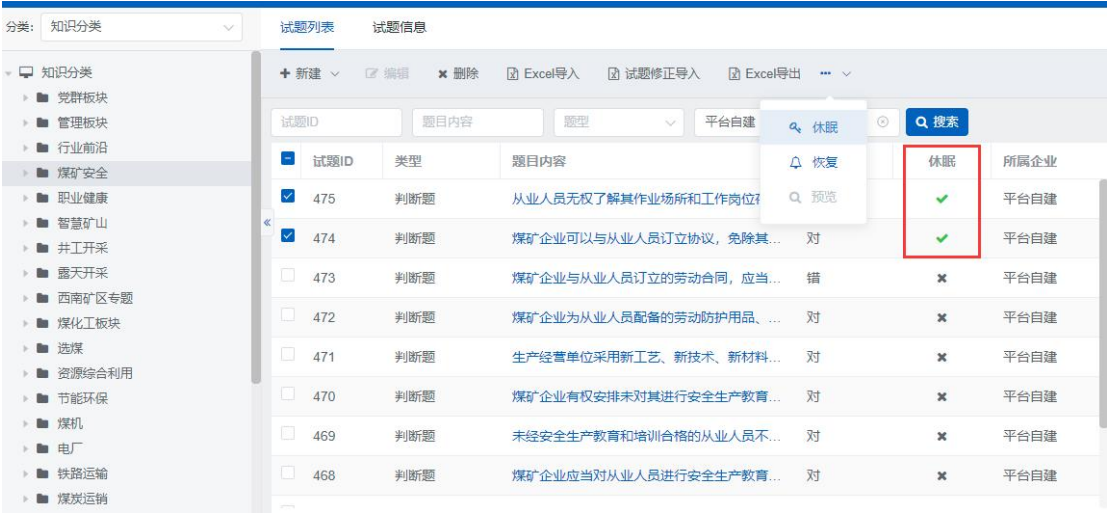 分类: 知识分类
试题列表 试题信息
知识分类
党群板块
管理板块
行业前沿
煤矿安全
职业健康
智慧矿山
井工开采
露天开采
西南矿区专题
煤化工板块
选煤
资源综合利用
节能环保
煤机
电厂
铁路运输
煤炭运销
新建 编辑 删除 Excel导入 试题修正导入 Excel导出 ...
试题ID 题目内容 题型 平台自建 搜索
休眠
恢复
预览
试题ID 类型 题目内容 休眠 所属企业
475 判断题 从业人员无权了解其作业场所和工作岗位 平台自建
474 判断题 煤矿企业可以与从业人员订立协议，免除其... 对 平台自建
473 判断题 煤矿企业与从业人员订立的劳动合同，应当... 错 平台自建
472 判断题 煤矿企业为从业人员配备的劳动防护用品、... 对 平台自建
471 判断题 生产经营单位采用新工艺、新技术、新材料... 对 平台自建
470 判断题 煤矿企业有权安排未对其进行安全生产教育... 对 平台自建
469 判断题 未经安全生产教育和培训合格的从业人员不... 对 平台自建
468 判断题 煤矿企业应当对从业人员进行安全生产教育... 对 平台自建